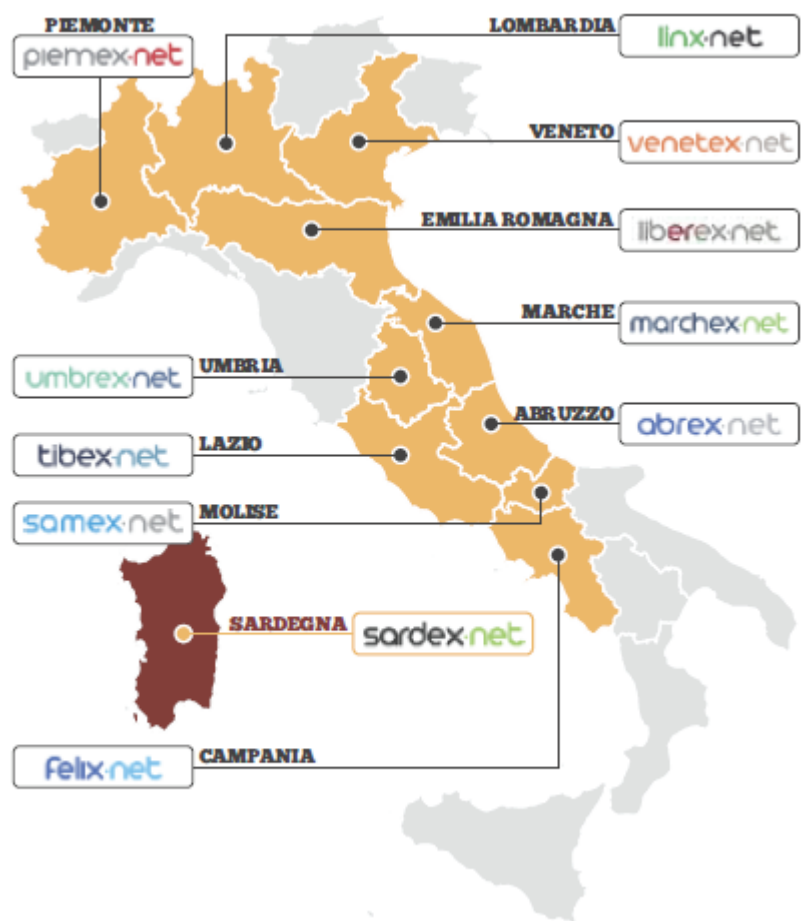 PIEMONTE
piemex·net
LOMBARDIA
linx·net
VENETO
venetex·net
EMILIA ROMAGNA
liberex·net
MARCHE
marchex·net
UMBRIA
umbrex·net
ABRUZZO
abrex·net
LAZIO
tibex·net
MOLISE
samex·net
SARDEGNA
sardex·net
CAMPANIA
felix·net